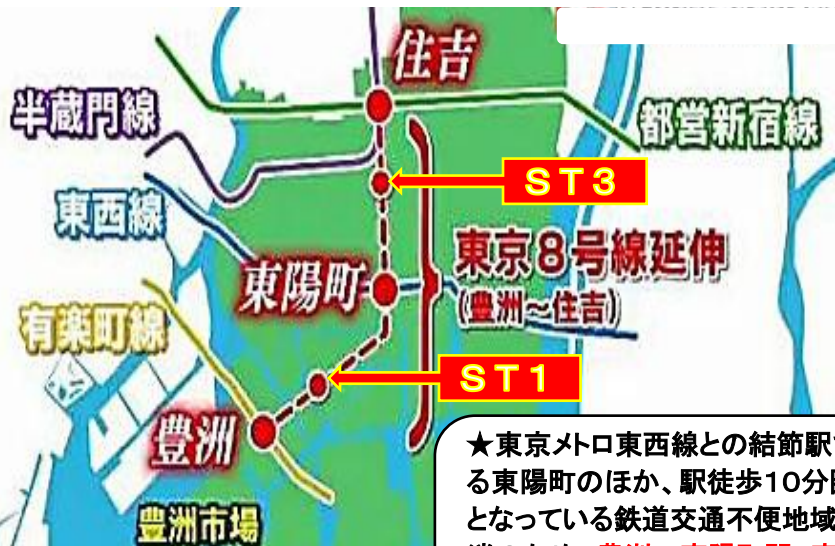 住吉
半蔵門線
都営新宿線
ST3
東西線
東陽町
東京8号線延伸
(豊洲~住吉)
有楽町線
ST1
豊洲
豊洲市場
★東京メトロ東西線との結節駅
る東陽町のほか、駅徒歩10分
となっている鉄道交通不便地域